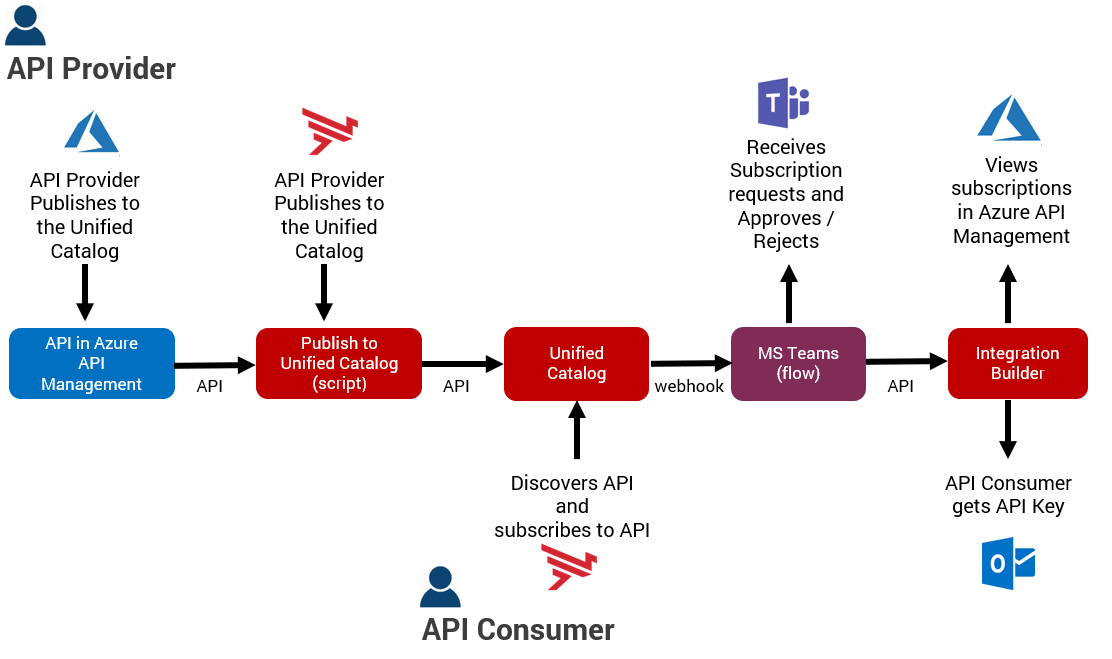 API Provider
API Provider
Publishes to
the Unified
Catalog
API Provider
Publishes to
the Unified
Catalog
T
Receives
Subscription
requests and
Approves /
Rejects
Views
subscriptions
in Azure API
Management
API in Azure
API
Management
API
Publish to
Unified Catalog
(script)
API
Unified
Catalog
webhook
MS Teams
(flow)
API
Integration
Builder
Discovers API
and
subscribes to API
API Consumer
gets API Key
O
API Consumer